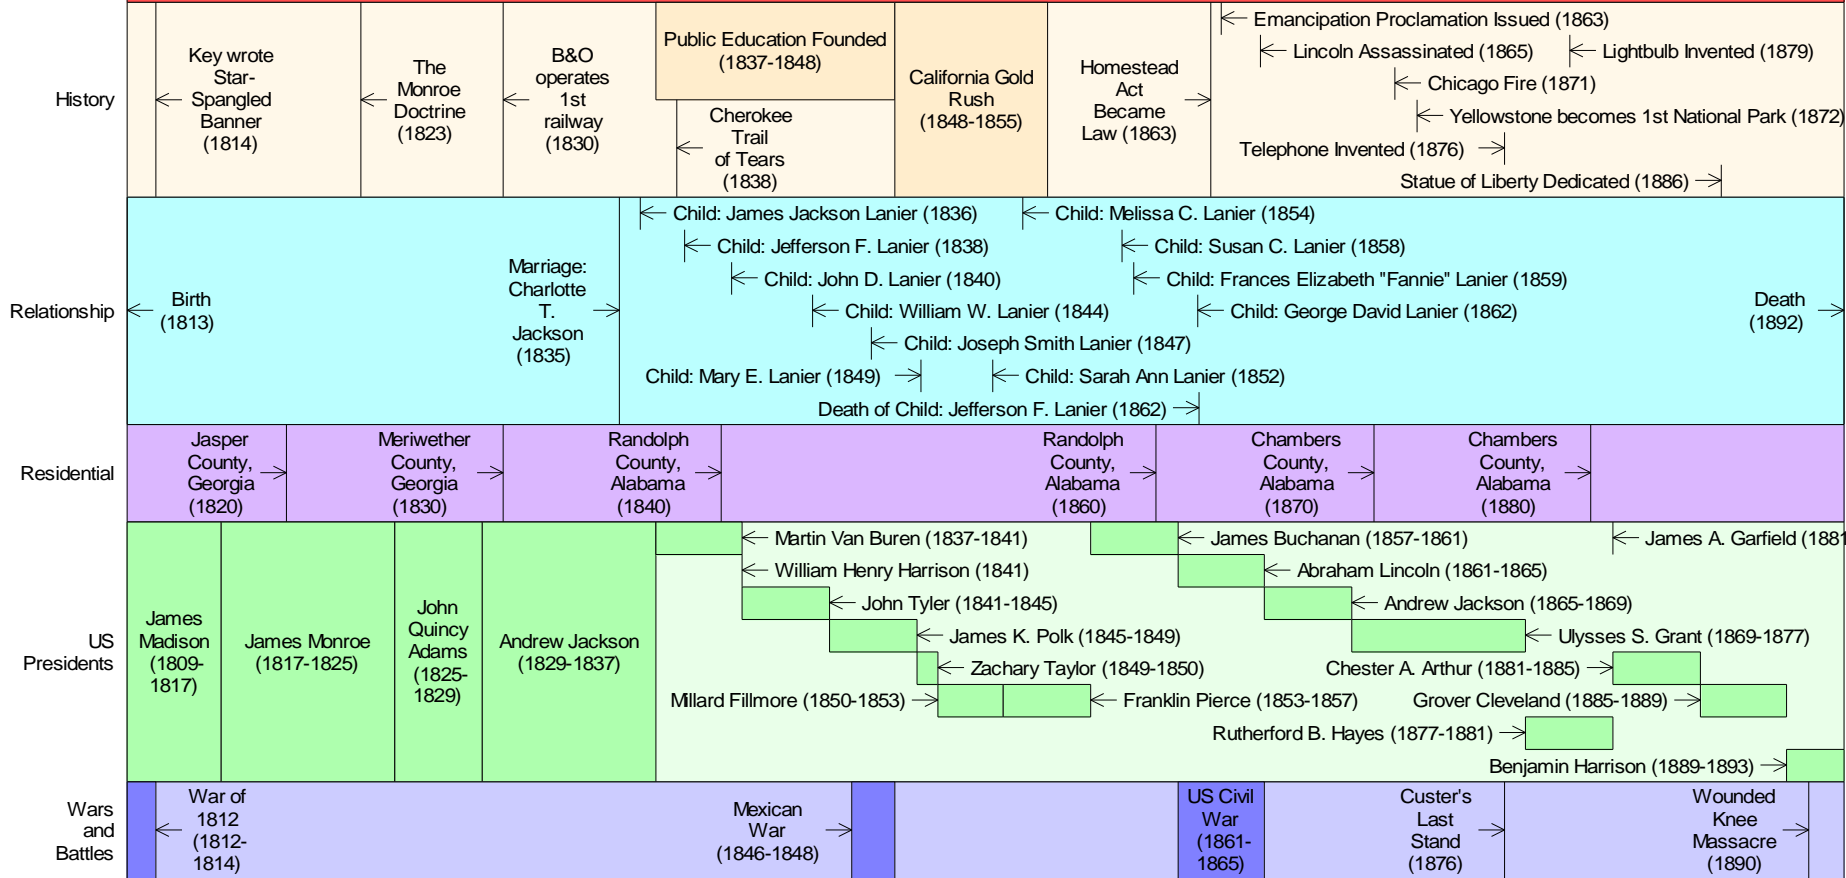 History
Key wrote
Star-
Spangled
Banner
(1814)
The
Monroe
Doctrine
(1823)
B&O
operates
1st
railway
(1830)
Public Education Founded
(1837-1848)
Cherokee
Trail
of Tears
(1838)
California Gold
Rush
(1848-1855)
Homestead
Act
Became
Law (1863)
Emancipation Proclamation Issued (1863)
Lincoln Assassinated (1865)
Lightbulb Invented (1879)
Chicago Fire (1871)
Yellowstone becomes 1st National Park (1872)
Telephone Invented (1876)
Statue of Liberty Dedicated (1886)
Relationship
Birth
(1813)
Marriage:
Charlotte
T.
Jackson
(1835)
Child: James Jackson Lanier (1836)
Child: Melissa C. Lanier (1854)
Child: Jefferson F. Lanier (1838)
Child: Susan C. Lanier (1858)
Child: John D. Lanier (1840)
Child: Frances Elizabeth "Fannie" Lanier (1859)
Child: William W. Lanier (1844)
Child: George David Lanier (1862)
Child: Joseph Smith Lanier (1847)
Child: Mary E. Lanier (1849)
Child: Sarah Ann Lanier (1852)
Death of Child: Jefferson F. Lanier (1862)
Death
(1892)
Residential
Jasper
County,
Georgia
(1820)
Meriwether
County,
Georgia
(1830)
Randolph
County,
Alabama
(1840)
Randolph
County,
Alabama
(1860)
Chambers
County,
Alabama
(1870)
Chambers
County,
Alabama
(1880)
US
Presidents
James
Madison
(1809-
1817)
James Monroe
(1817-1825)
John
Quincy
Adams
(1825-
1829)
Andrew Jackson
(1829-1837)
Martin Van Buren (1837-1841)
James Buchanan (1857-1861)
James A. Garfield (1881
William Henry Harrison (1841)
Abraham Lincoln (1861-1865)
John Tyler (1841-1845)
Andrew Jackson (1865-1869)
James K. Polk (1845-1849)
Ulysses S. Grant (1869-1877)
Zachary Taylor (1849-1850)
Chester A. Arthur (1881-1885)
Millard Fillmore (1850-1853)
Franklin Pierce (1853-1857)
Grover Cleveland (1885-1889)
Rutherford B. Hayes (1877-1881)
Benjamin Harrison (1889-1893)
Wars
and
Battles
War of
1812
(1812-
1814)
Mexican
War
(1846-1848)
US Civil
War
(1861-
1865)
Custer's
Last
Stand
(1876)
Wounded
Knee
Massacre
(1890)